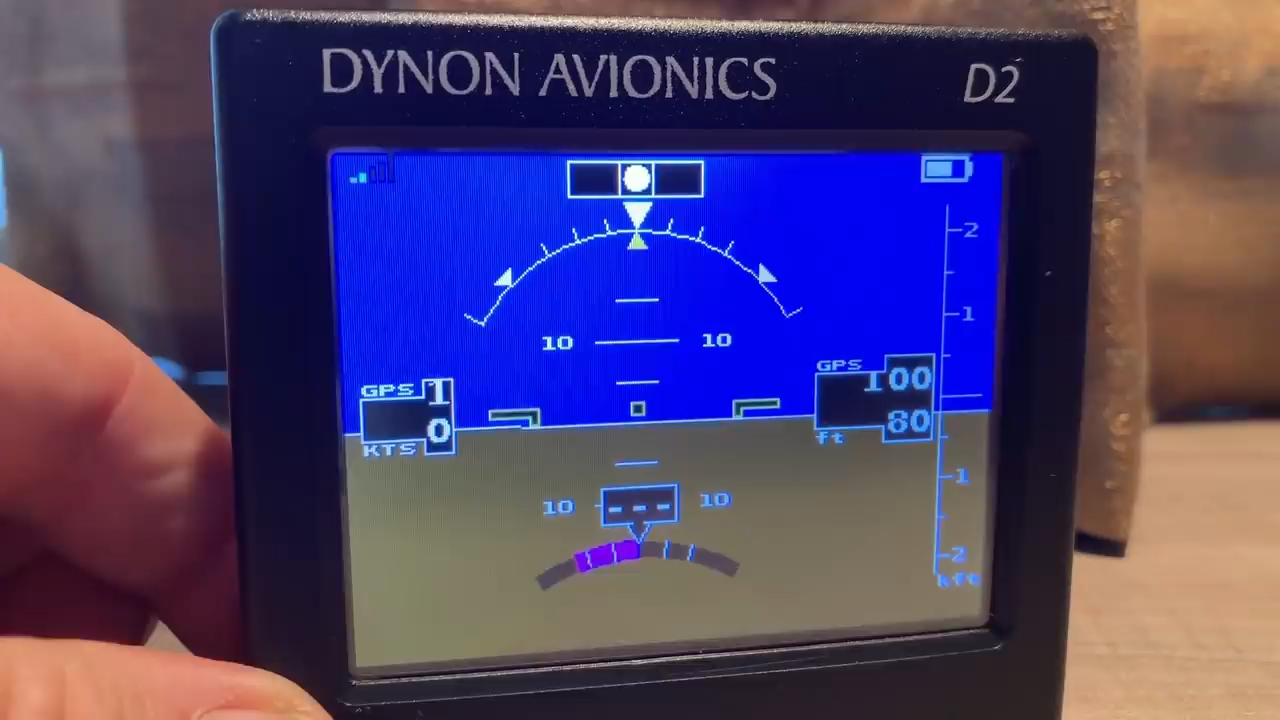 DYNON AVIONICS D2
2
1
10 10
GPS 1
0
KTS
GPS 100
80
ft
1
10 --- 10
2
kft